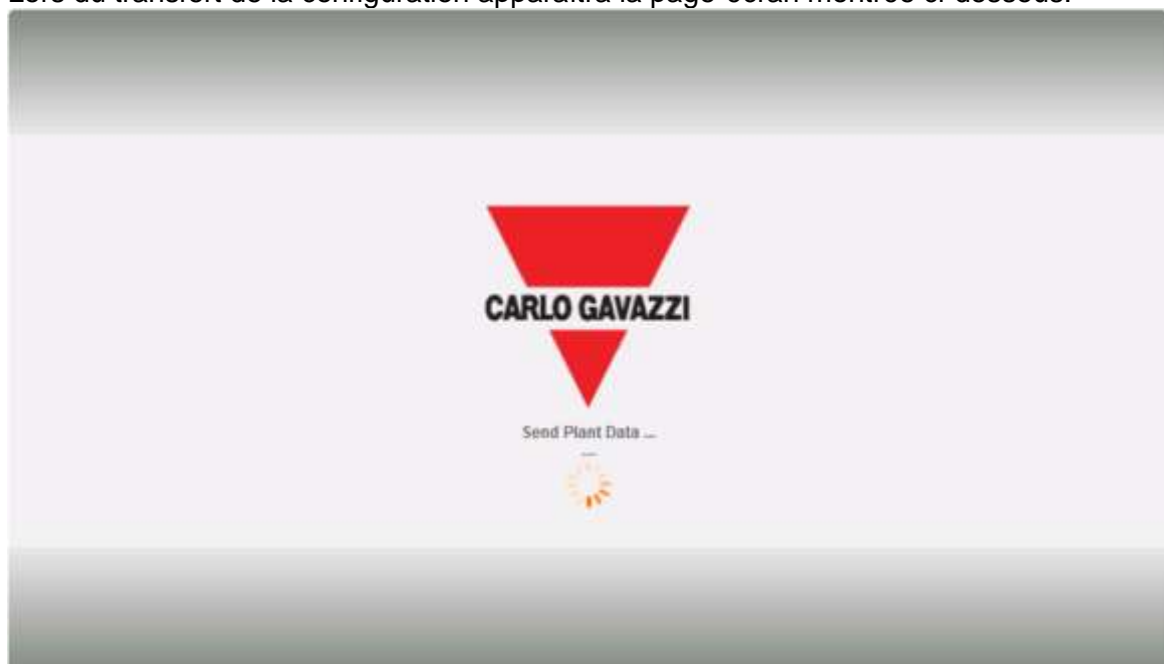 Lors du transfert de la configuration apparaîtra la page-écran montrée ci-dessous.
CARLO GAVAZZI
Send Plant Data ...
...